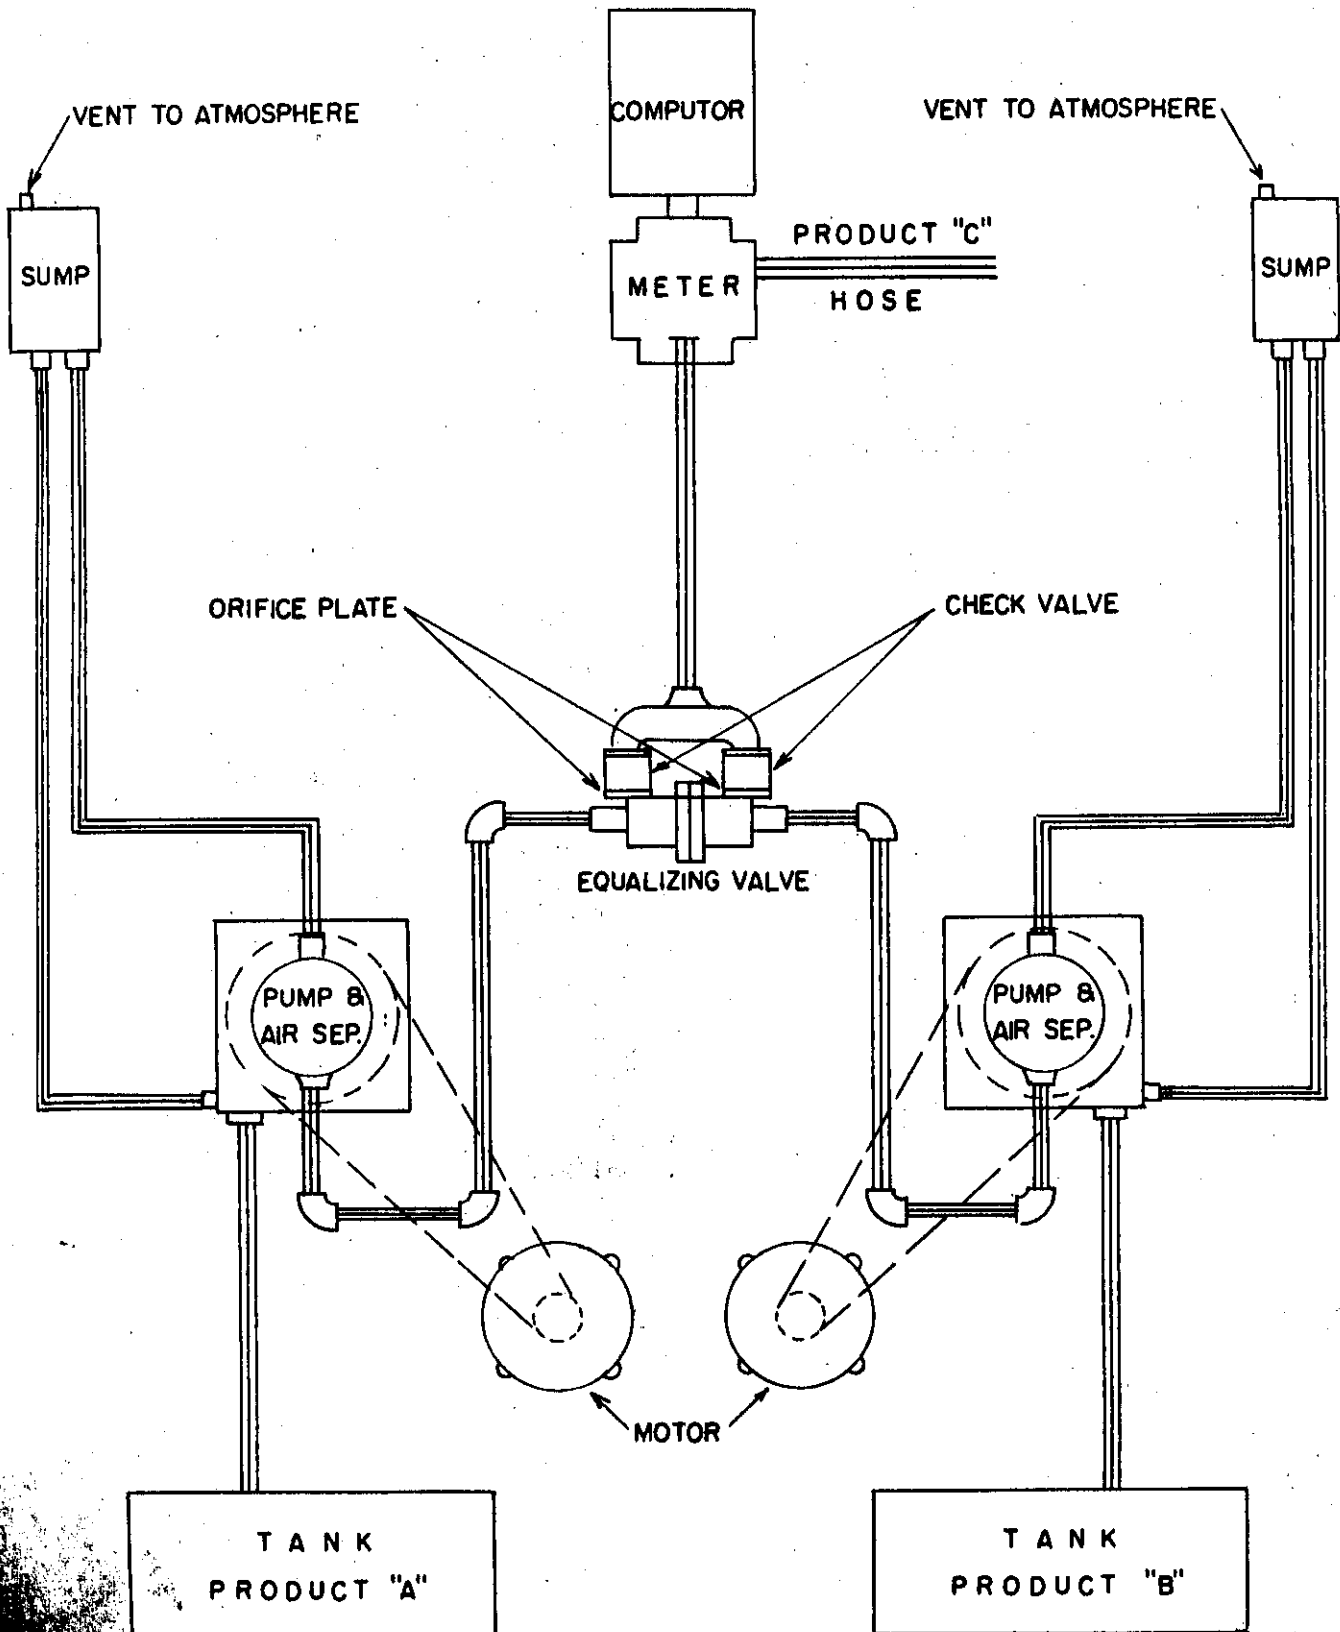 COMPUTOR
VENT TO ATMOSPHERE
VENT TO ATMOSPHERE
PRODUCT "C"
SUMP
METER
SUMP
HOSE
ORIFICE PLATE
CHECK VALVE
EQUALIZING VALVE
PUMP &
AIR SEP.
PUMP &
AIR SEP.
MOTOR
TANK
PRODUCT "A"
TANK
PRODUCT "B"